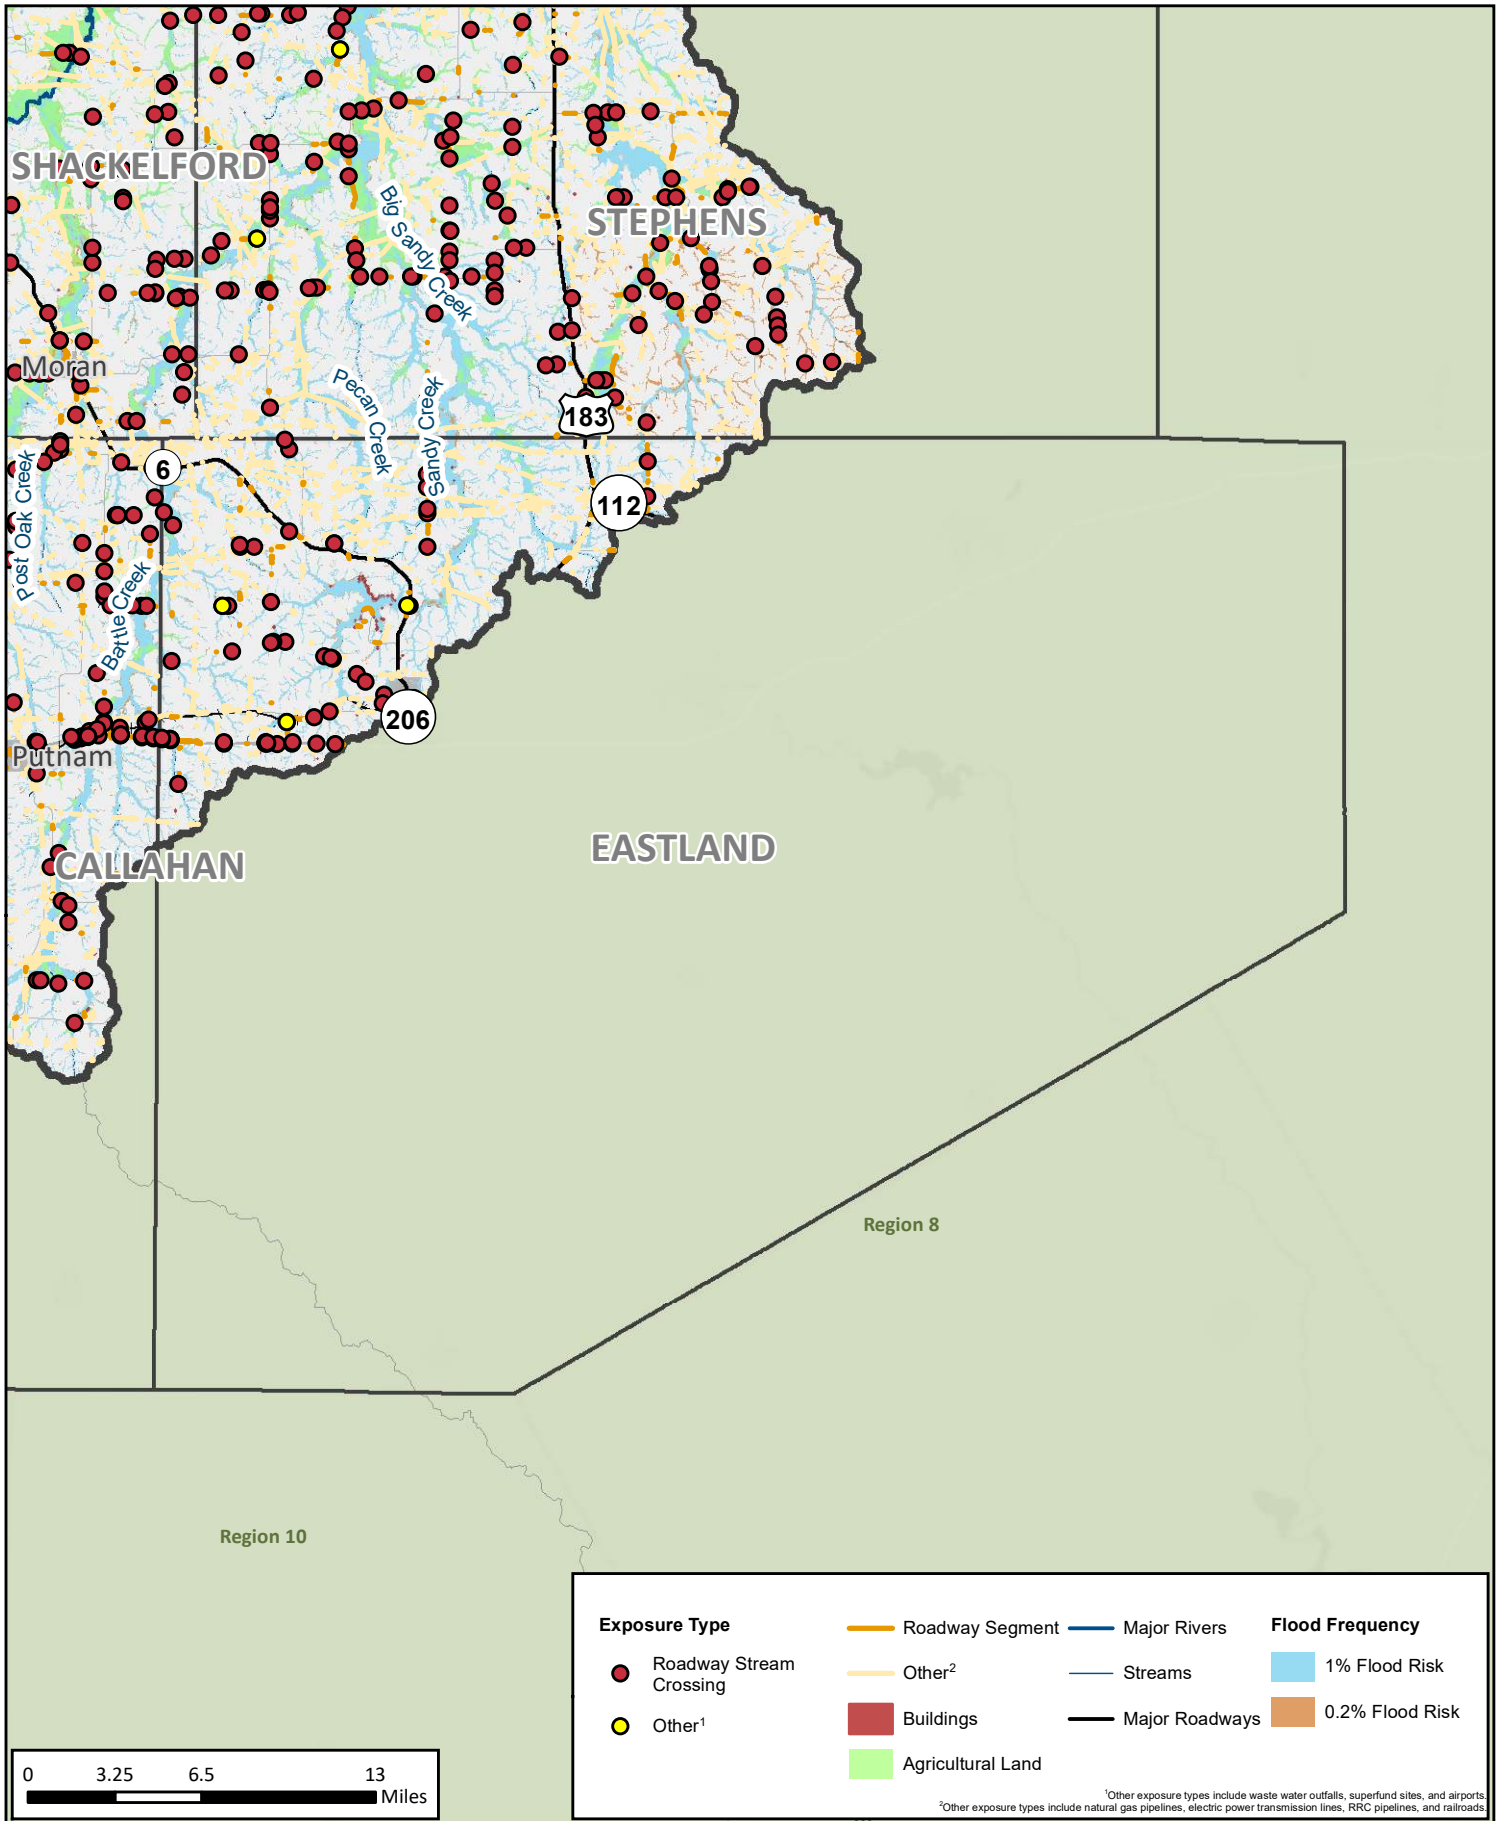 SHACKELFORD
Big Sandy Creek
STEPHENS
Moran
Pecan Creek
Sandy Creek
183
Post Oak Creek
6
112
Battle Creek
206
Putnam
EASTLAND
CALLAHAN
Region 8
Region 10
Exposure Type
Roadway Stream
Crossing
Other¹
Roadway Segment
Other²
Buildings
Agricultural Land
Major Rivers
Streams
Major Roadways
Flood Frequency
1% Flood Risk
0.2% Flood Risk
0 3.25 6.5 13
Miles
¹Other exposure types include waste water outfalls, superfund sites, and airports.
²Other exposure types include natural gas pipelines, electric power transmission lines, RRC pipelines, and railroads.